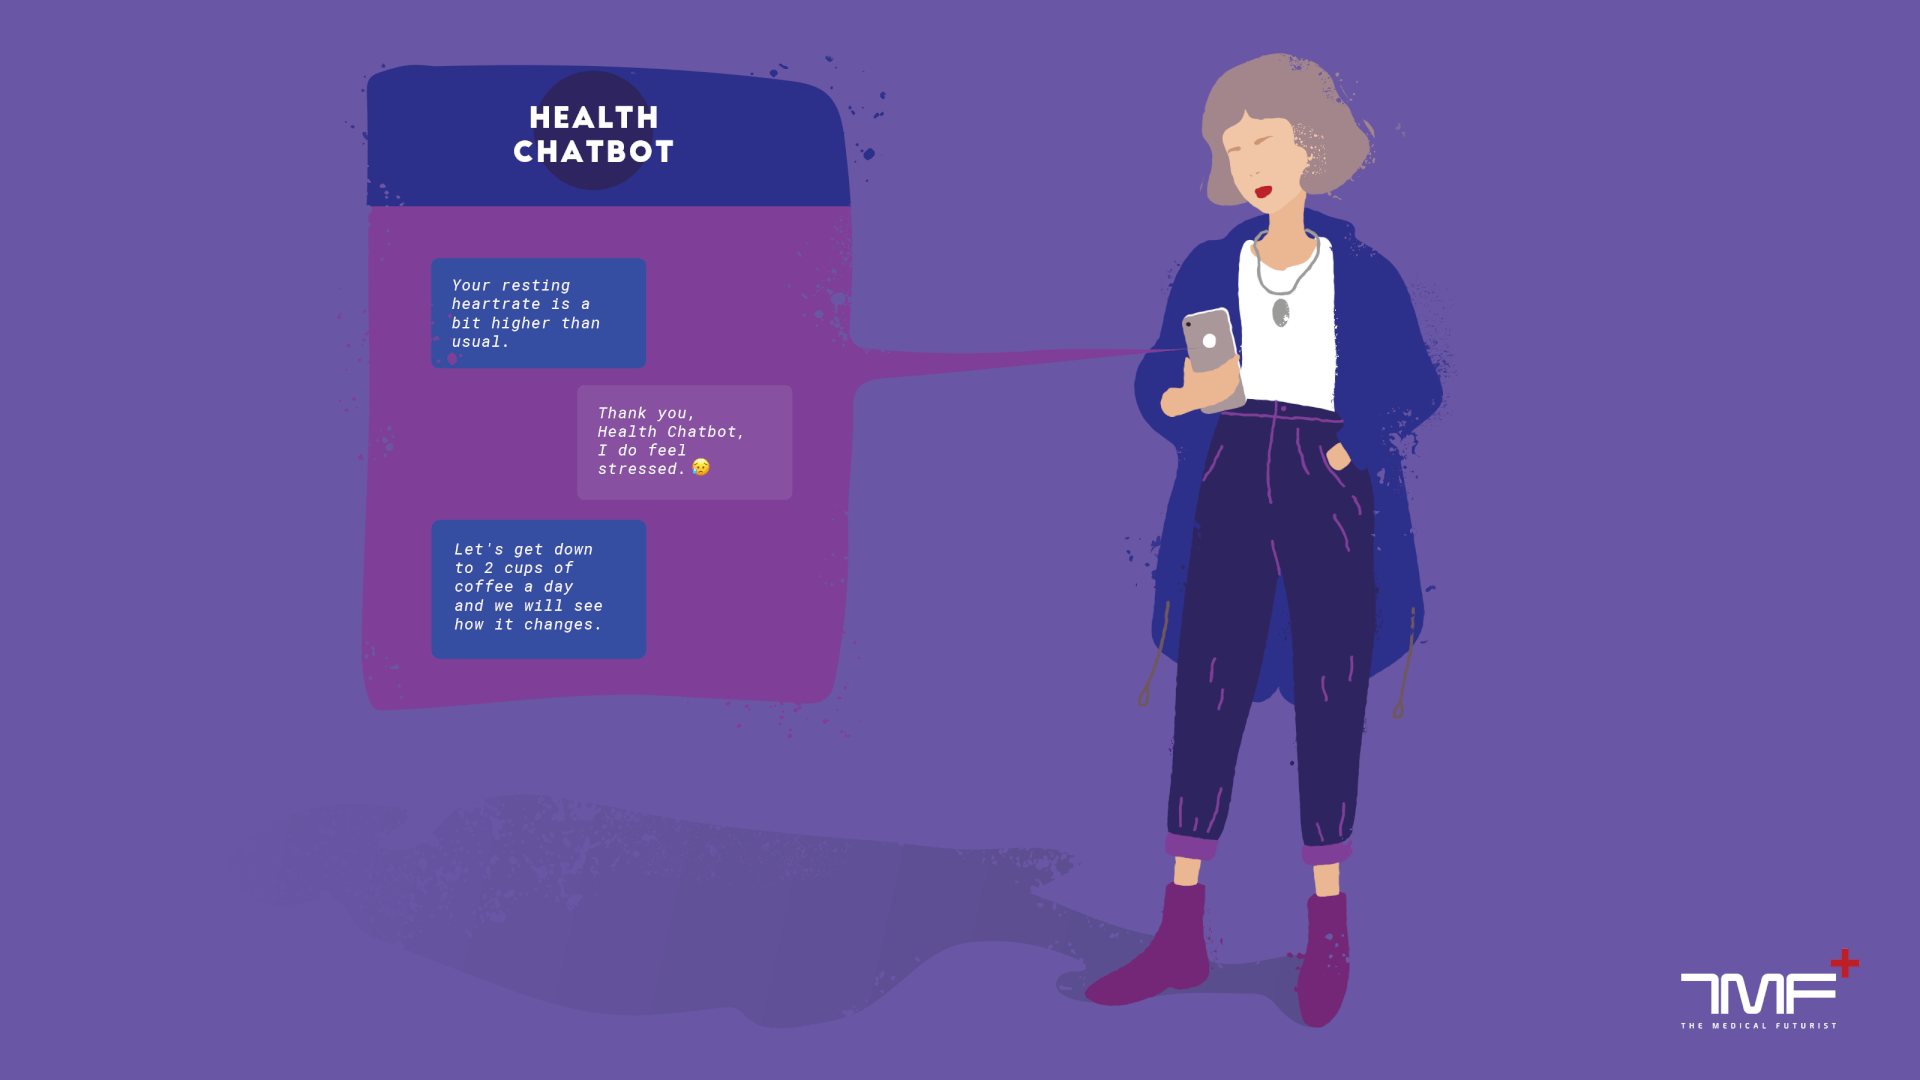 HEALTH
CHATBOT
Your resting
heartrate is a
bit higher than
usual.
Thank you,
Health Chatbot,
I do feel
stressed. 😥
Let's get down
to 2 cups of
coffee a day
and we will see
how it changes.
TMF+
THE MEDICAL FUTURIST